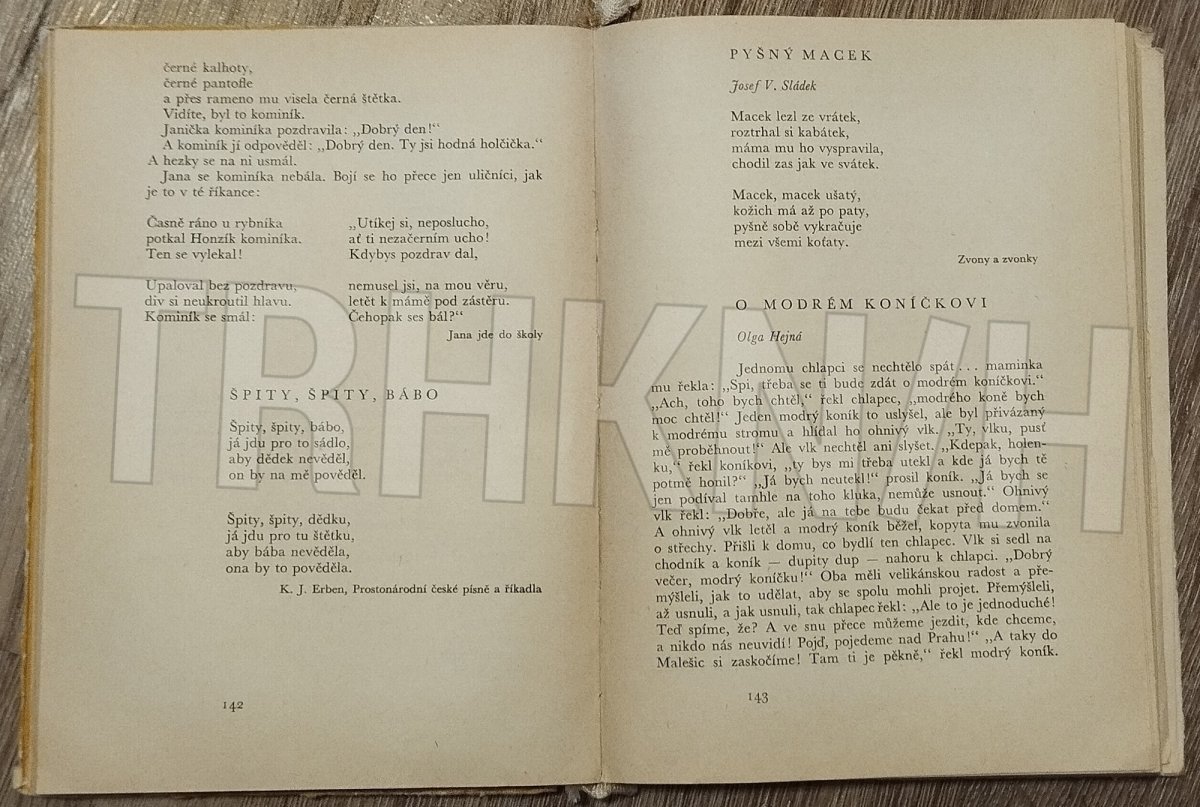 černé kalhoty,
černé pantofle
a přes rameno mu visela černá štětka.
Vidíte, byl to kominík.
Janička kominíka pozdravila: „Dobrý den!“
A kominík jí odpověděl: „Dobrý den. Ty jsi hodná holčička.“
A hezky se na ni usmál.
Jana se kominíka nebála. Bojí se ho přece jen uličníci, jak
je to v té říkance:
Časně ráno u rybníka
potkal Honzík kominíka.
Ten se vylekal!
Upaloval bez pozdravu,
div si neukroutil hlavu.
Kominík se smál:
„Utíkej si, neposlucho,
ať ti nezačerním ucho!
Kdybys pozdrav dal,
nemusel jsi, na mou věru,
letět k mámě pod zástěru.
Čehopak ses bál?“
Jana jde do školy
ŠPITY, ŠPITY, BÁBO
Špity, špity, bábo,
já jdu pro to sádlo,
aby dědek nevěděl,
on by na mě pověděl.
Špity, špity, dědku,
já jdu pro tu štětku,
aby bába nevěděla,
ona by to pověděla.
K. J. Erben, Prostonárodní české písně a říkadla
142
PYŠNÝ MACEK
Josef V. Sládek
Macek lezl ze vrátek,
roztrhal si kabátek,
máma mu ho vyspravila,
chodil zas jak ve svátek.
Macek, macek ušatý,
kožich má až po paty,
pyšně sobě vykračuje
mezi všemi koťaty.
Zvony a zvonky
O MODRÉM KONÍČKOVI
Olga Hejná
Jednomu chlapci se nechtělo spát... maminka
mu řekla: „Spi, třeba se ti bude zdát o modrém koníčkovi.“
„Ach, toho bych chtěl,“ řekl chlapec, „modrého koně bych
moc chtěl!“ Jeden modrý koník to uslyšel, ale byl přivázaný
k modrému stromu a hlídal ho ohnivý vlk. „Ty, vlku, pusť
mě proběhnout!“ Ale vlk nechtěl ani slyšet. „Kdepak, holen-
ku,“ řekl koníkovi, „ty bys mi třeba utekl a kde já bych tě
potmě honil?“ „Já bych neutekl!“ prosil koník. „Já bych se
jen podíval tamhle na toho kluka, nemůže usnout.“ Ohnivý
vlk řekl: „Dobře, ale já na tebe budu čekat před domem.“
A ohnivý vlk letěl a modrý koník běžel, kopyta mu zvonila
o střechy. Přišli k domu, co bydlí ten chlapec. Vlk si sedl na
chodník a koník — dupity dup — nahoru k chlapci. „Dobrý
večer, modrý koníčku!“ Oba měli velikánskou radost a pře-
mýšleli, jak to udělat, aby se spolu mohli projet. Přemýšleli,
až usnuli, a jak usnuli, tak chlapec řekl: „Ale to je jednoduché!
Teď spíme, že? A ve snu přece můžeme jezdit, kde chceme,
a nikdo nás neuvidí! Pojď, pojedeme nad Prahu!“ „A taky do
Malešic si zaskočíme! Tam ti je pěkně,“ řekl modrý koník.
143
TRHKNIH